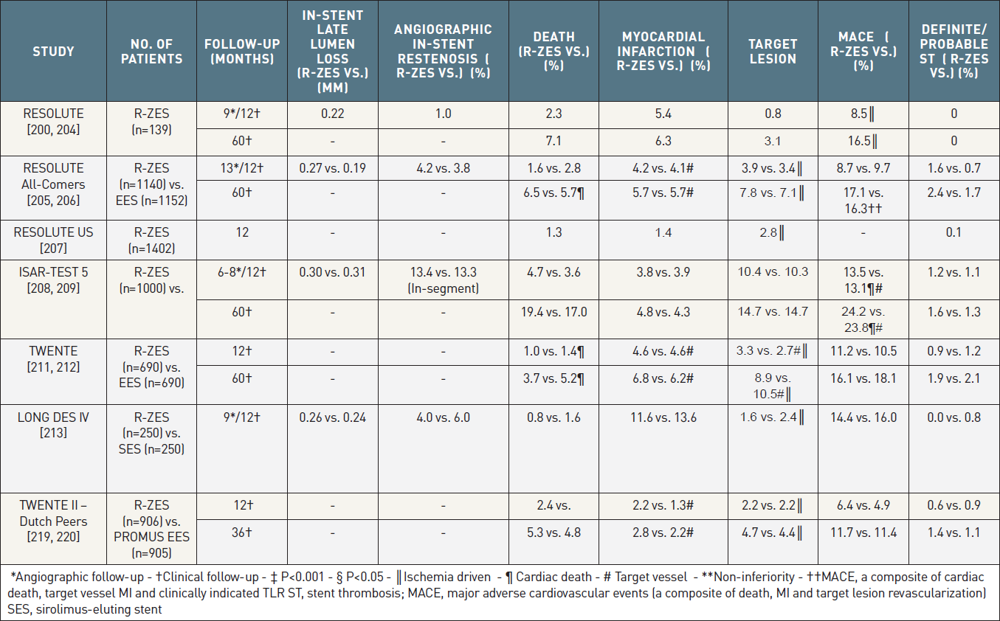 STUDY
NO. OF
PATIENTS
FOLLOW-UP
(MONTHS)
IN-STENT
LATE
LUMEN
LOSS
(R-ZES VS.)
(MM)
ANGIOGRAPHIC
IN-STENT
RESTENOSIS (
R-ZES VS.) (%)
DEATH
(R-ZES VS.)
(%)
MYOCARDIAL
INFARCTION (
R-ZES VS.) (%)
TARGET
LESION
MACE (
R-ZES VS.)
(%)
DEFINITE/
PROBABLE
ST ( R-ZES
VS.) (%)
RESOLUTE
[200, 204]
R-ZES
(n=139)
9*/12†
0.22
1.0
2.3
5.4
0.8
8.5║
0
60†
-
-
7.1
6.3
3.1
16.5║
0
RESOLUTE
All-Comers
[205, 206]
R-ZES
(n=1140) vs.
EES (n=1152)
13*/12†
0.27 vs. 0.19
4.2 vs. 3.8
1.6 vs. 2.8
4.2 vs. 4.1#
3.9 vs. 3.4║
8.7 vs. 9.7
1.6 vs. 0.7
60†
-
-
6.5 vs. 5.7¶
5.7 vs. 5.7#
7.8 vs. 7.1║
17.1 vs.
16.3††
2.4 vs. 1.7
RESOLUTE US
[207]
R-ZES
(n=1402)
12
-
-
1.3
1.4
2.8║
-
0.1
ISAR-TEST 5
[208, 209]
R-ZES
(n=1000) vs.
6-8*/12†
0.30 vs. 0.31
13.4 vs. 13.3
(In-segment)
4.7 vs. 3.6
3.8 vs. 3.9
10.4 vs. 10.3
13.5 vs.
13.1¶#
1.2 vs. 1.1
60†
-
-
19.4 vs. 17.0
4.8 vs. 4.3
14.7 vs. 14.7
24.2 vs.
23.8¶#
1.6 vs. 1.3
TWENTE
[211, 212]
R-ZES
(n=690) vs.
EES (n=690)
12†
-
-
1.0 vs. 1.4¶
4.6 vs. 4.6#
3.3 vs. 2.7#║
11.2 vs. 10.5
0.9 vs. 1.2
60†
-
-
3.7 vs. 5.2¶
6.8 vs. 6.2#
8.9 vs.
10.5#║
16.1 vs. 18.1
1.9 vs. 2.1
LONG DES IV
[213]
R-ZES
(n=250) vs.
SES (n=250)
9*/12†
0.26 vs. 0.24
4.0 vs. 6.0
0.8 vs. 1.6
11.6 vs. 13.6
1.6 vs. 2.4║
14.4 vs. 16.0
0.0 vs. 0.8
TWENTE II –
Dutch Peers
[219, 220]
R-ZES
(n=906) vs.
PROMUS EES
(n=905)
12†
-
-
2.4 vs.
2.2 vs. 1.3#
2.2 vs. 2.2║
6.4 vs. 4.9
0.6 vs. 0.9
36†
-
-
5.3 vs. 4.8
2.8 vs. 2.2#
4.7 vs. 4.4║
11.7 vs. 11.4
1.4 vs. 1.1
*Angiographic follow-up - †Clinical follow-up - ‡ P<0.001 - § P<0.05 - ║Ischemia driven - ¶ Cardiac death - # Target vessel - **Non-inferiority - ††MACE, a composite of cardiac
death, target vessel MI and clinically indicated TLR ST, stent thrombosis; MACE, major adverse cardiovascular events (a composite of death, MI and target lesion revascularization)
SES, sirolimus-eluting stent